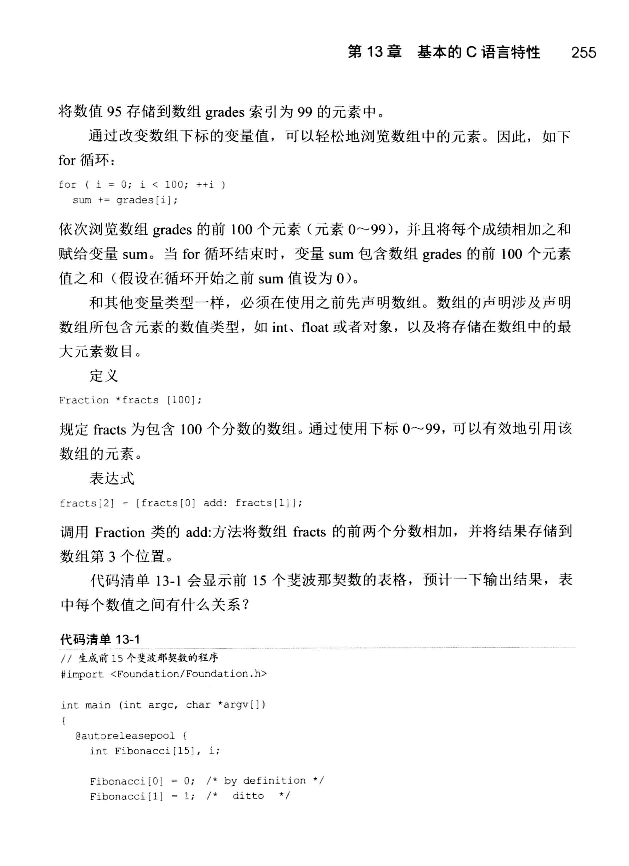 第 13 章 基本的 C 语言特性 255
将数值 95 存储到数组 grades 索引为 99 的元素中。
通过改变数组下标的变量值，可以轻松地浏览数组中的元素。因此，如下
for 循环：
for ( i = 0; i < 100; ++i )
sum += grades[i];
依次浏览数组 grades 的前 100 个元素（元素 0～99），并且将每个成绩相加之和
赋给变量 sum。当 for 循环结束时，变量 sum 包含数组 grades 的前 100 个元素
值之和（假设在循环开始之前 sum 值设为 0）。
和其他变量类型一样，必须在使用之前先声明数组。数组的声明涉及声明
数组所包含元素的数值类型，如 int、float 或者对象，以及将存储在数组中的最
大元素数目。
定义
Fraction *fracts [100];
规定 fracts 为包含 100 个分数的数组。通过使用下标 0～99，可以有效地引用该
数组的元素。
表达式
fracts[2] = [fracts[0] add: fracts[1]];
调用 Fraction 类的 add:方法将数组 fracts 的前两个分数相加，并将结果存储到
数组第 3 个位置。
代码清单 13-1 会显示前 15 个斐波那契数的表格，预计一下输出结果，表
中每个数值之间有什么关系？
代码清单 13-1
// 生成前 15 个斐波那契数的程序
#import <Foundation/Foundation.h>
int main (int argc, char *argv[])
{
@autoreleasepool {
int Fibonacci[15], i;
Fibonacci[0] = 0; /* by definition */
Fibonacci[1] = 1; /* ditto */